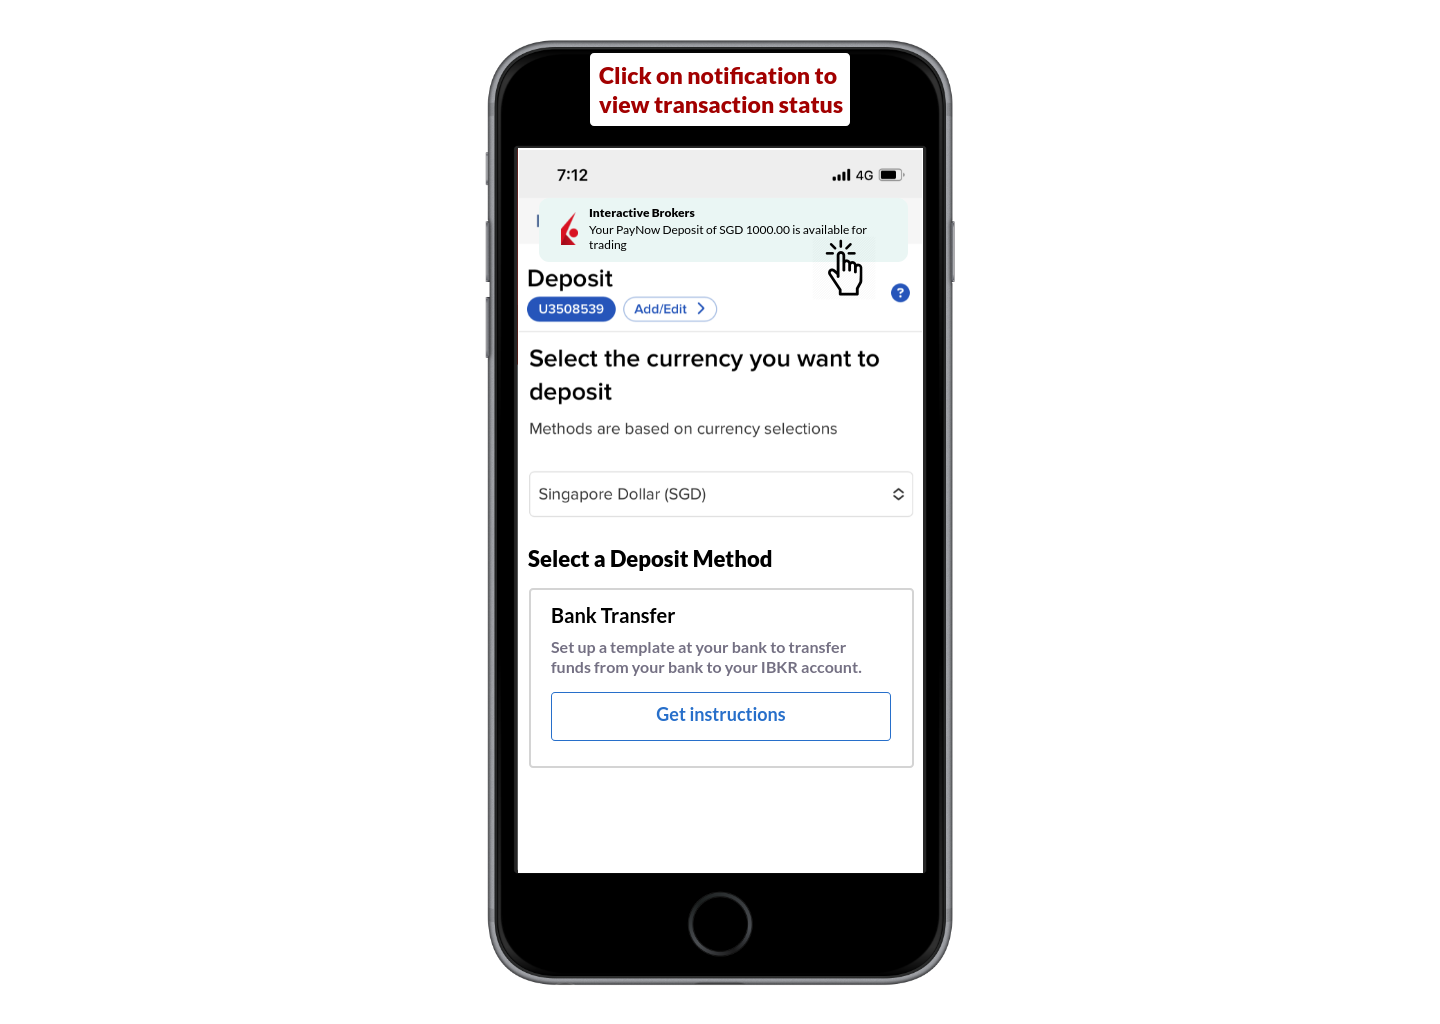 Click on notification to
view transaction status
7:12
4G
Interactive Brokers
Your PayNow Deposit of SGD 1000.00 is available for
trading
Deposit
?
U3508539
Add/Edit
Select the currency you want to
deposit
Methods are based on currency selections
Singapore Dollar (SGD)
Select a Deposit Method
Bank Transfer
Set up a template at your bank to transfer
funds from your bank to your IBKR account.
Get instructions